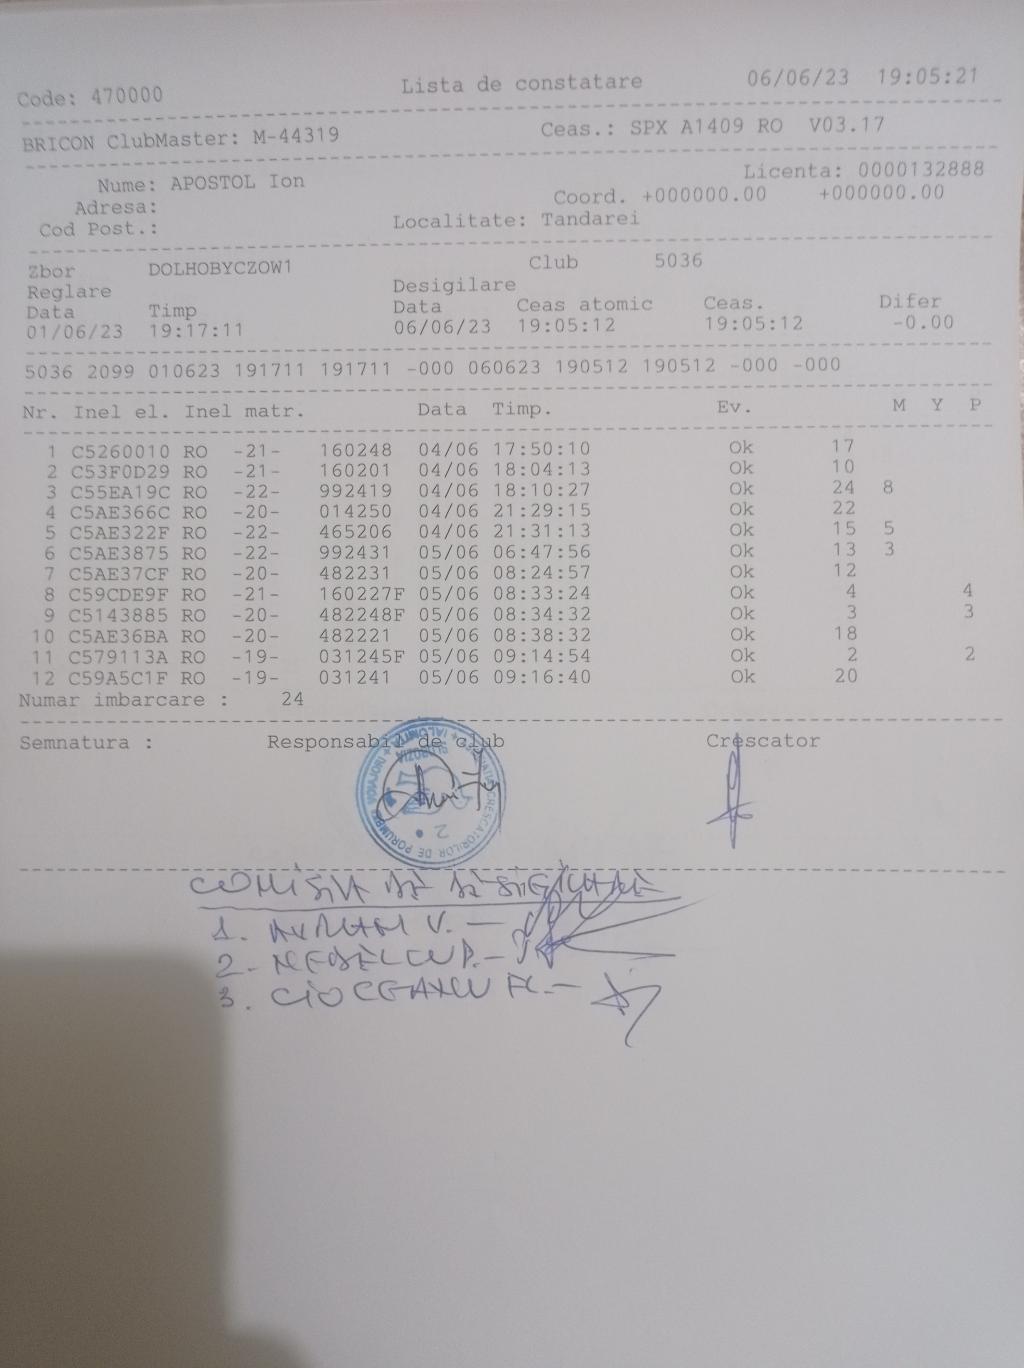 Code: 470000 Lista de constatare 06/06/23 19:05:21
BRICON ClubMaster: M-44319 Ceas.: SPX A1409 RO V03.17
Licenta: 0000132888
Nume: APOSTOL Ion
Coord. +000000.00 +000000.00
Adresa:
Cod Post.: Localitate: Tandarei
Zbor DOLHOBYCZOW1 Club 5036
Reglare Desigilare
Data Timp Data Ceas atomic Ceas. Difer
01/06/23 19:17:11 06/06/23 19:05:12 19:05:12 -0.00
5036 2099 010623 191711 191711 -000 060623 190512 190512 -000 -000
Nr. Inel el. Inel matr. Data Timp. Ev. M Y P
1 C5260010 RO -21- 160248 04/06 17:50:10 Ok 17
2 C53F0D29 RO -21- 160201 04/06 18:04:13 Ok 10
3 C55EA19C RO -22- 992419 04/06 18:10:27 Ok 24 8
4 C5AE366C RO -20- 014250 04/06 21:29:15 Ok 22
5 C5AE322F RO -22- 465206 04/06 21:31:13 Ok 15 5
6 C5AE3875 RO -22- 992431 05/06 06:47:56 Ok 13 3
7 C5AE37CF RO -20- 482231 05/06 08:24:57 Ok 12
8 C59CDE9F RO -21- 160227F 05/06 08:33:24 Ok 4 4
9 C5143885 RO -20- 482248F 05/06 08:34:32 Ok 3 3
10 C5AE36BA RO -20- 482221 05/06 08:38:32 Ok 18
11 C579113A RO -19- 031245F 05/06 09:14:54 Ok 2 2
12 C59A5C1F RO -19- 031241 05/06 09:16:40 Ok 20
Numar imbarcare : 24
Semnatura : Responsabil de club Crescator
CRESCATORILOR DE PORUMBEI
SLOBOZIA
2
COMISIA DE DESIGILARE
1. AVRAM V. -
2. NEDELCU P. -
3.